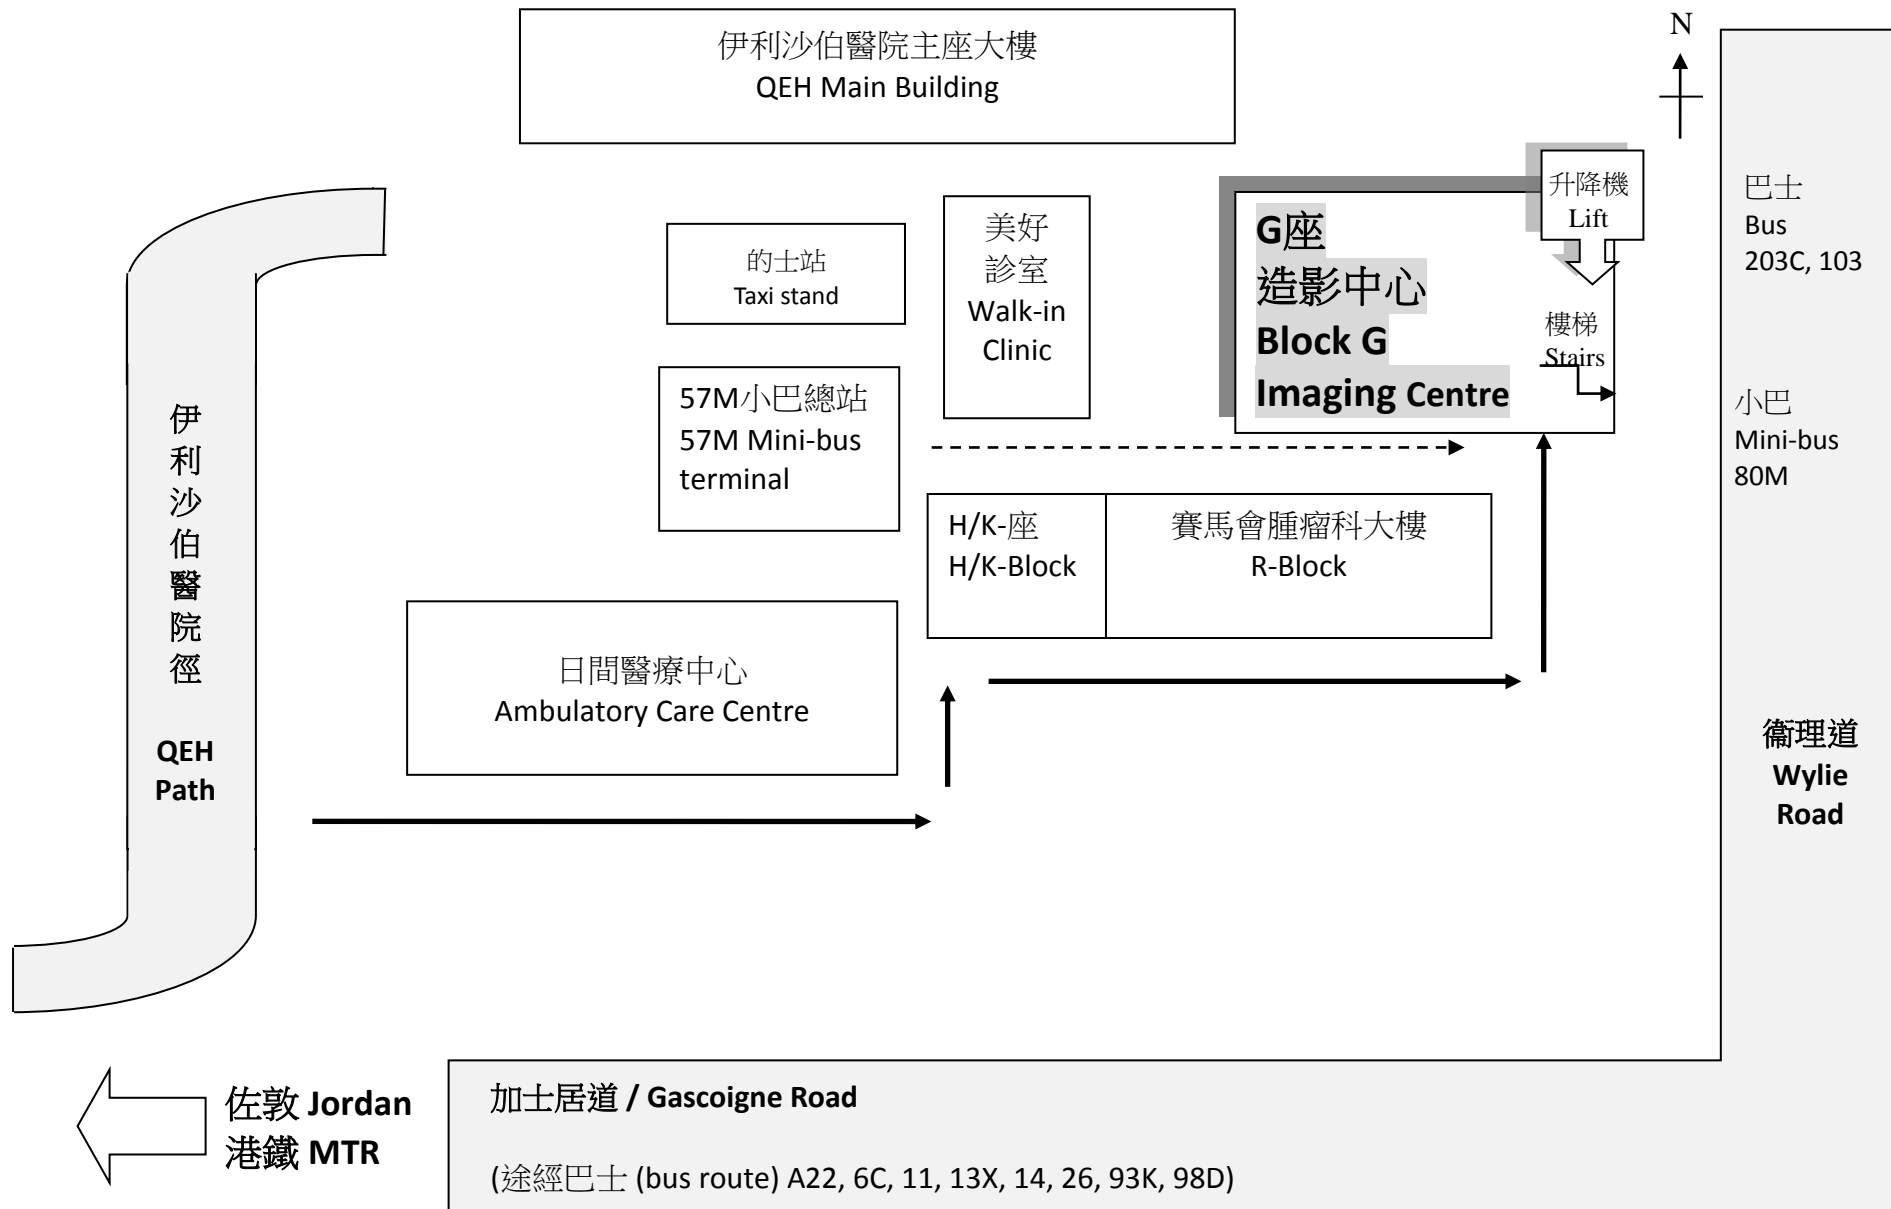 伊利沙伯醫院主座大樓
QEH Main Building
N
升降機
Lift
巴士
Bus
203C, 103
的士站
Taxi stand
美好
診室
Walk-in
Clinic
G座
造影中心
Block G
Imaging Centre
樓梯
Stairs
57M小巴總站
57M Mini-bus
terminal
小巴
Mini-bus
80M
伊
利
沙
伯
醫
院
徑
QEH
Path
H/K-座
H/K-Block
賽馬會腫瘤科大樓
R-Block
日間醫療中心
Ambulatory Care Centre
衞理道
Wylie
Road
佐敦 Jordan
港鐵 MTR
加士居道 / Gascoigne Road
(途經巴士 (bus route) A22, 6C, 11, 13X, 14, 26, 93K, 98D)